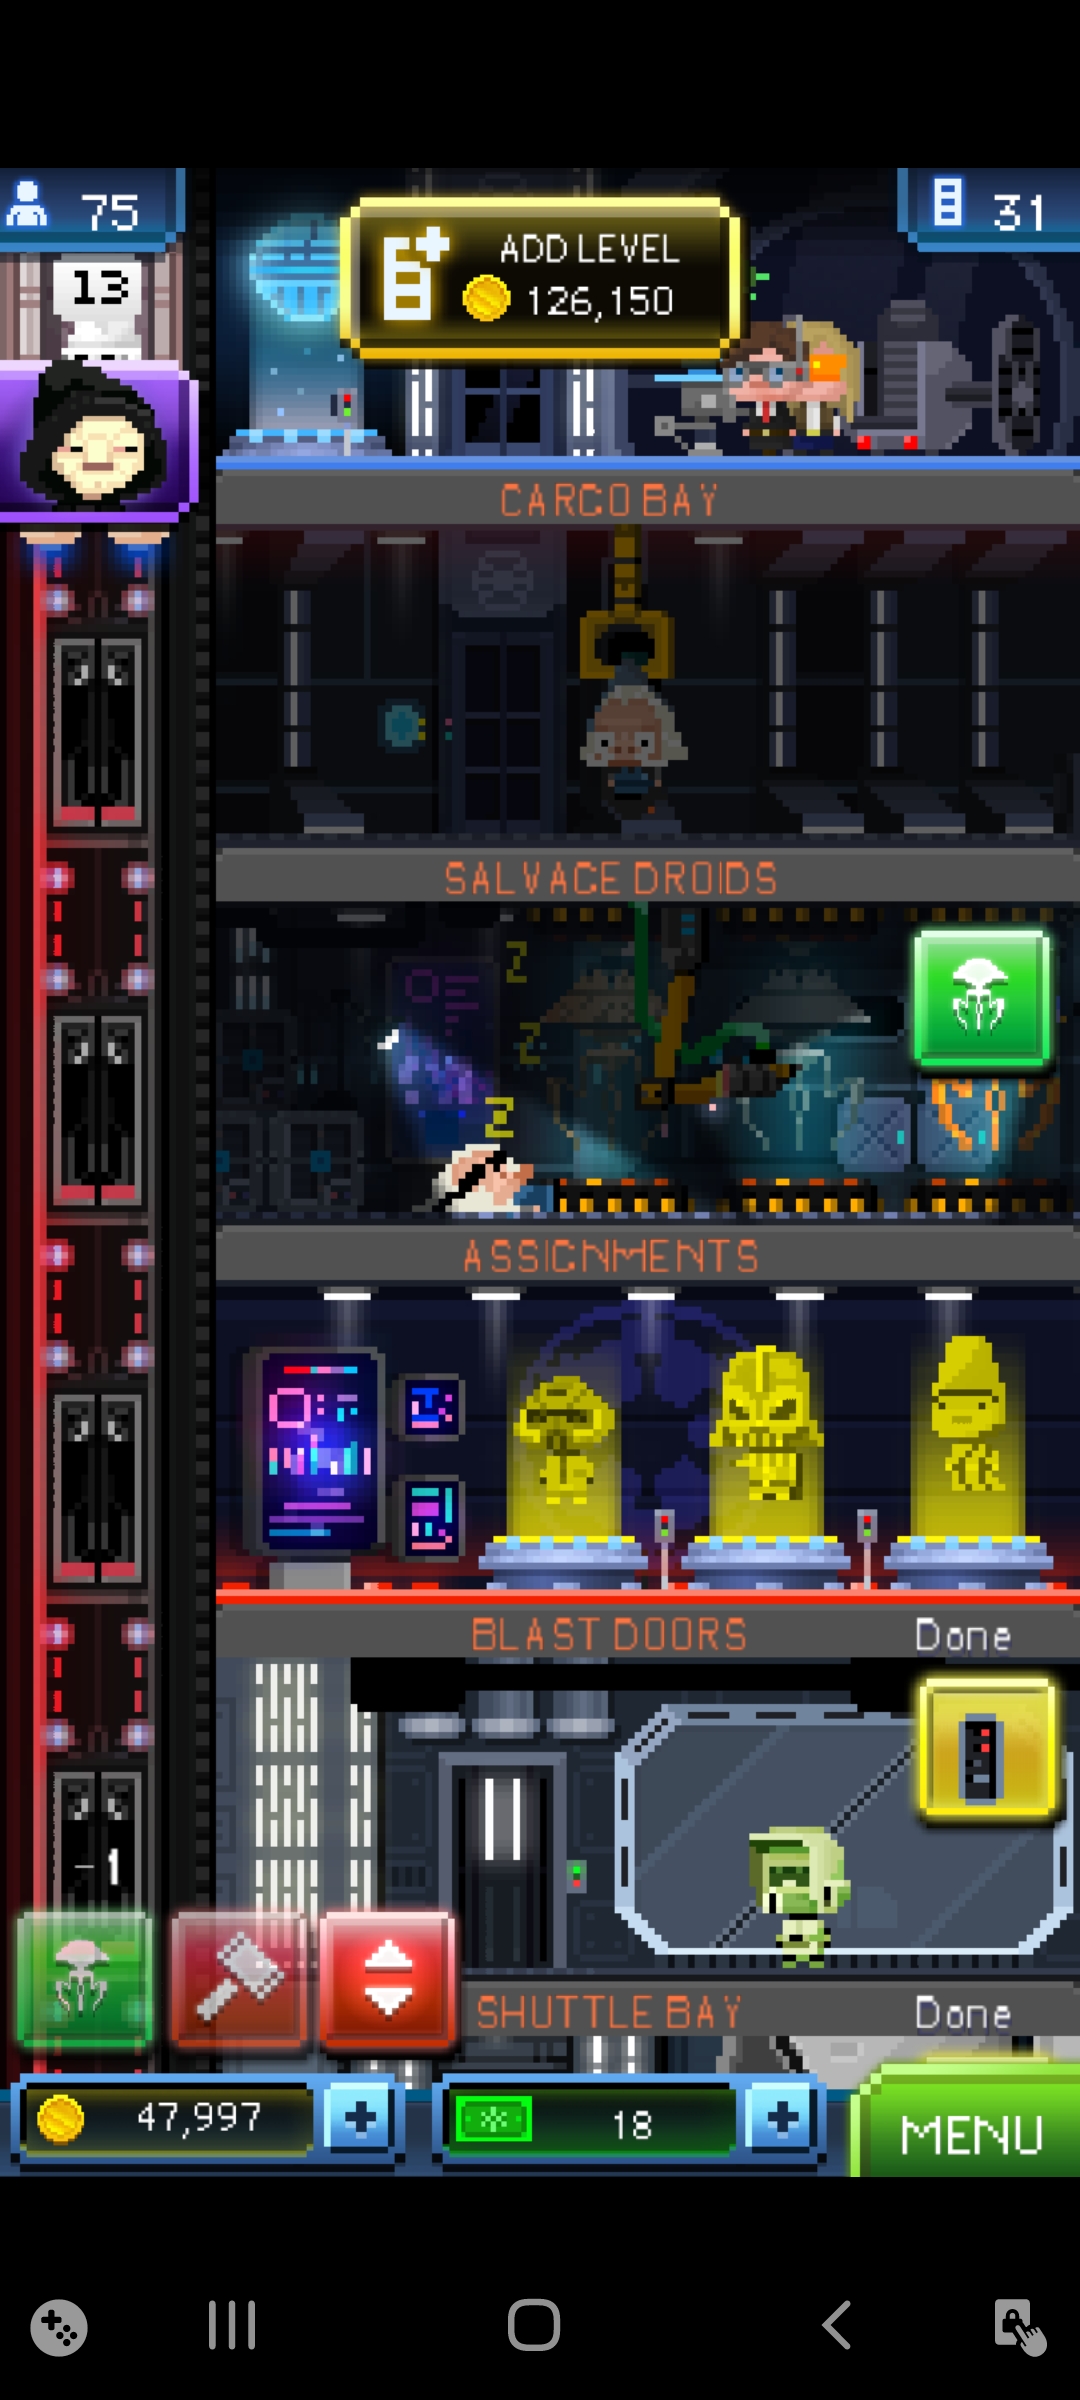 75
ADD LEVEL
126,150
31
13
CARGO BAY
SALVAGE DROIDS
Z
Z
Z
ASSIGNMENTS
BLAST DOORS Done
-1
SHUTTLE BAY Done
47,997
18
MENU